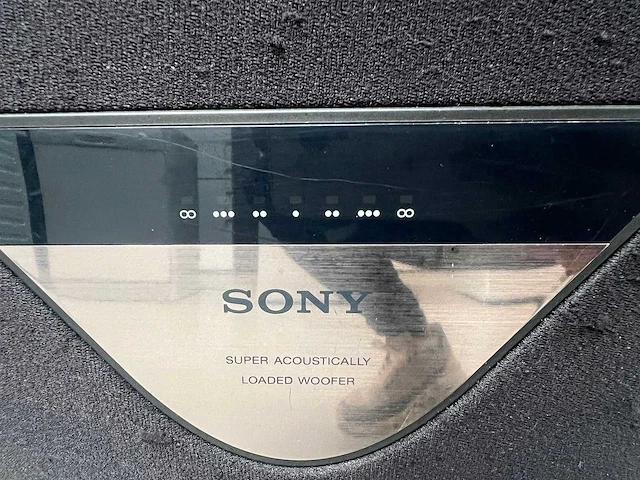 ∞ ••• •• • •• ••• ∞
SONY
SUPER ACOUSTICALLY
LOADED WOOFER